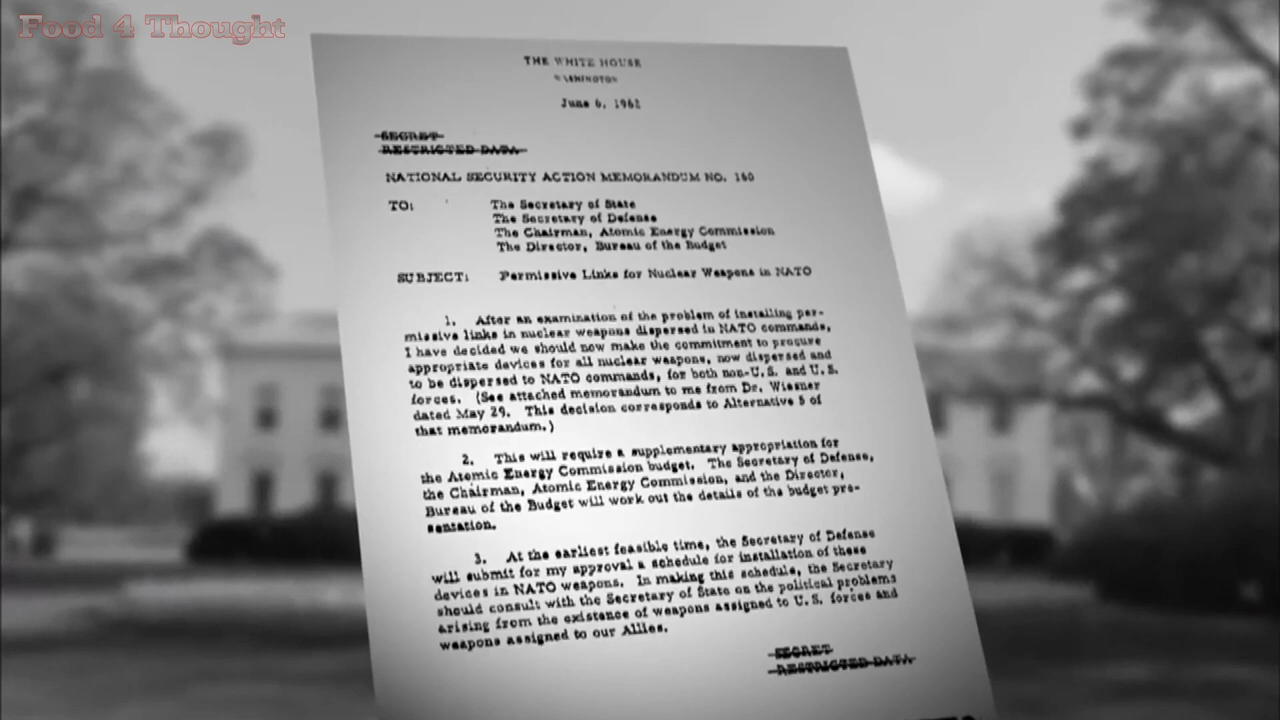 Food 4 Thought
THE WHITE HOUSE
WASHINGTON
June 6, 1962
SECRET
RESTRICTED DATA
NATIONAL SECURITY ACTION MEMORANDUM NO. 160
TO: The Secretary of State
The Secretary of Defense
The Chairman, Atomic Energy Commission
The Director, Bureau of the Budget
SUBJECT: Permissive Links for Nuclear Weapons in NATO
1. After an examination of the problem of installing per-
missive links in nuclear weapons dispersed in NATO commands,
I have decided we should now make the commitment to procure
appropriate devices for all nuclear weapons, now dispersed and
to be dispersed to NATO commands, for both non-U.S. and U.S.
forces. (See attached memorandum to me from Dr. Wiesner
dated May 29. This decision corresponds to Alternative 5 of
that memorandum.)
2. This will require a supplementary appropriation for
the Atomic Energy Commission budget. The Secretary of Defense,
the Chairman, Atomic Energy Commission, and the Director,
Bureau of the Budget will work out the details of the budget pre-
sentation.
3. At the earliest feasible time, the Secretary of Defense
will submit for my approval a schedule for installation of these
devices in NATO weapons. In making this schedule, the Secretary
should consult with the Secretary of State on the political problems
arising from the existence of weapons assigned to U.S. forces and
weapons assigned to our Allies.
SECRET
RESTRICTED DATA